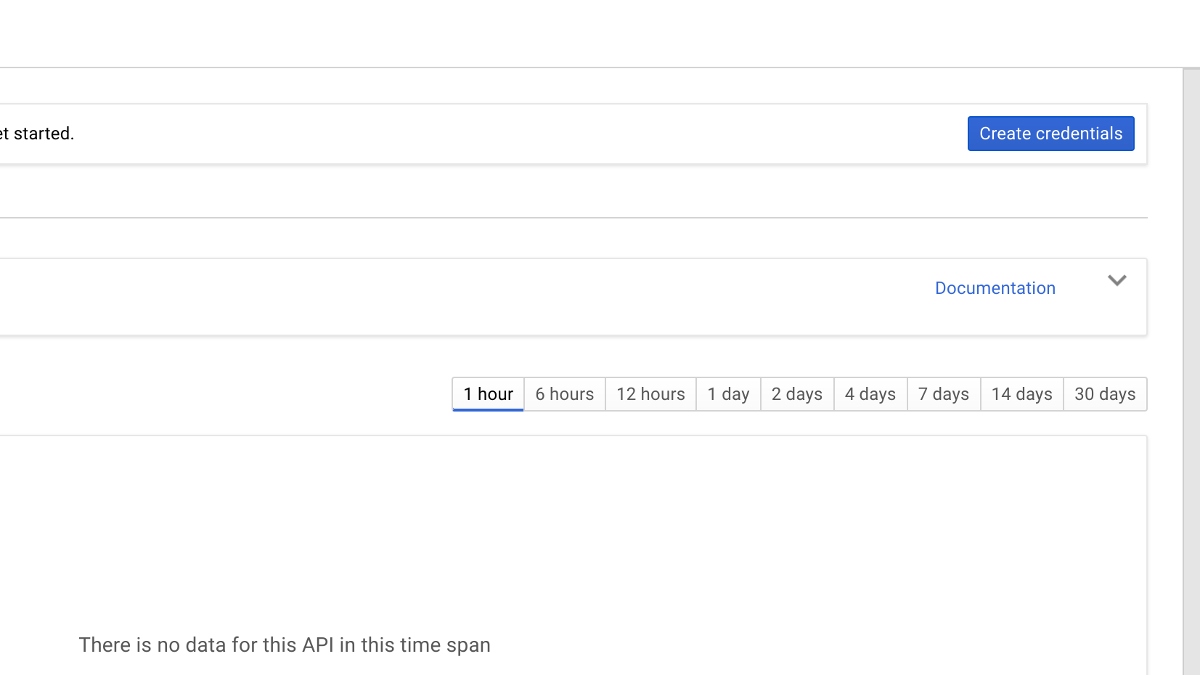 started.
Create credentials
Documentation
1 hour 6 hours 12 hours 1 day 2 days 4 days 7 days 14 days 30 days
There is no data for this API in this time span